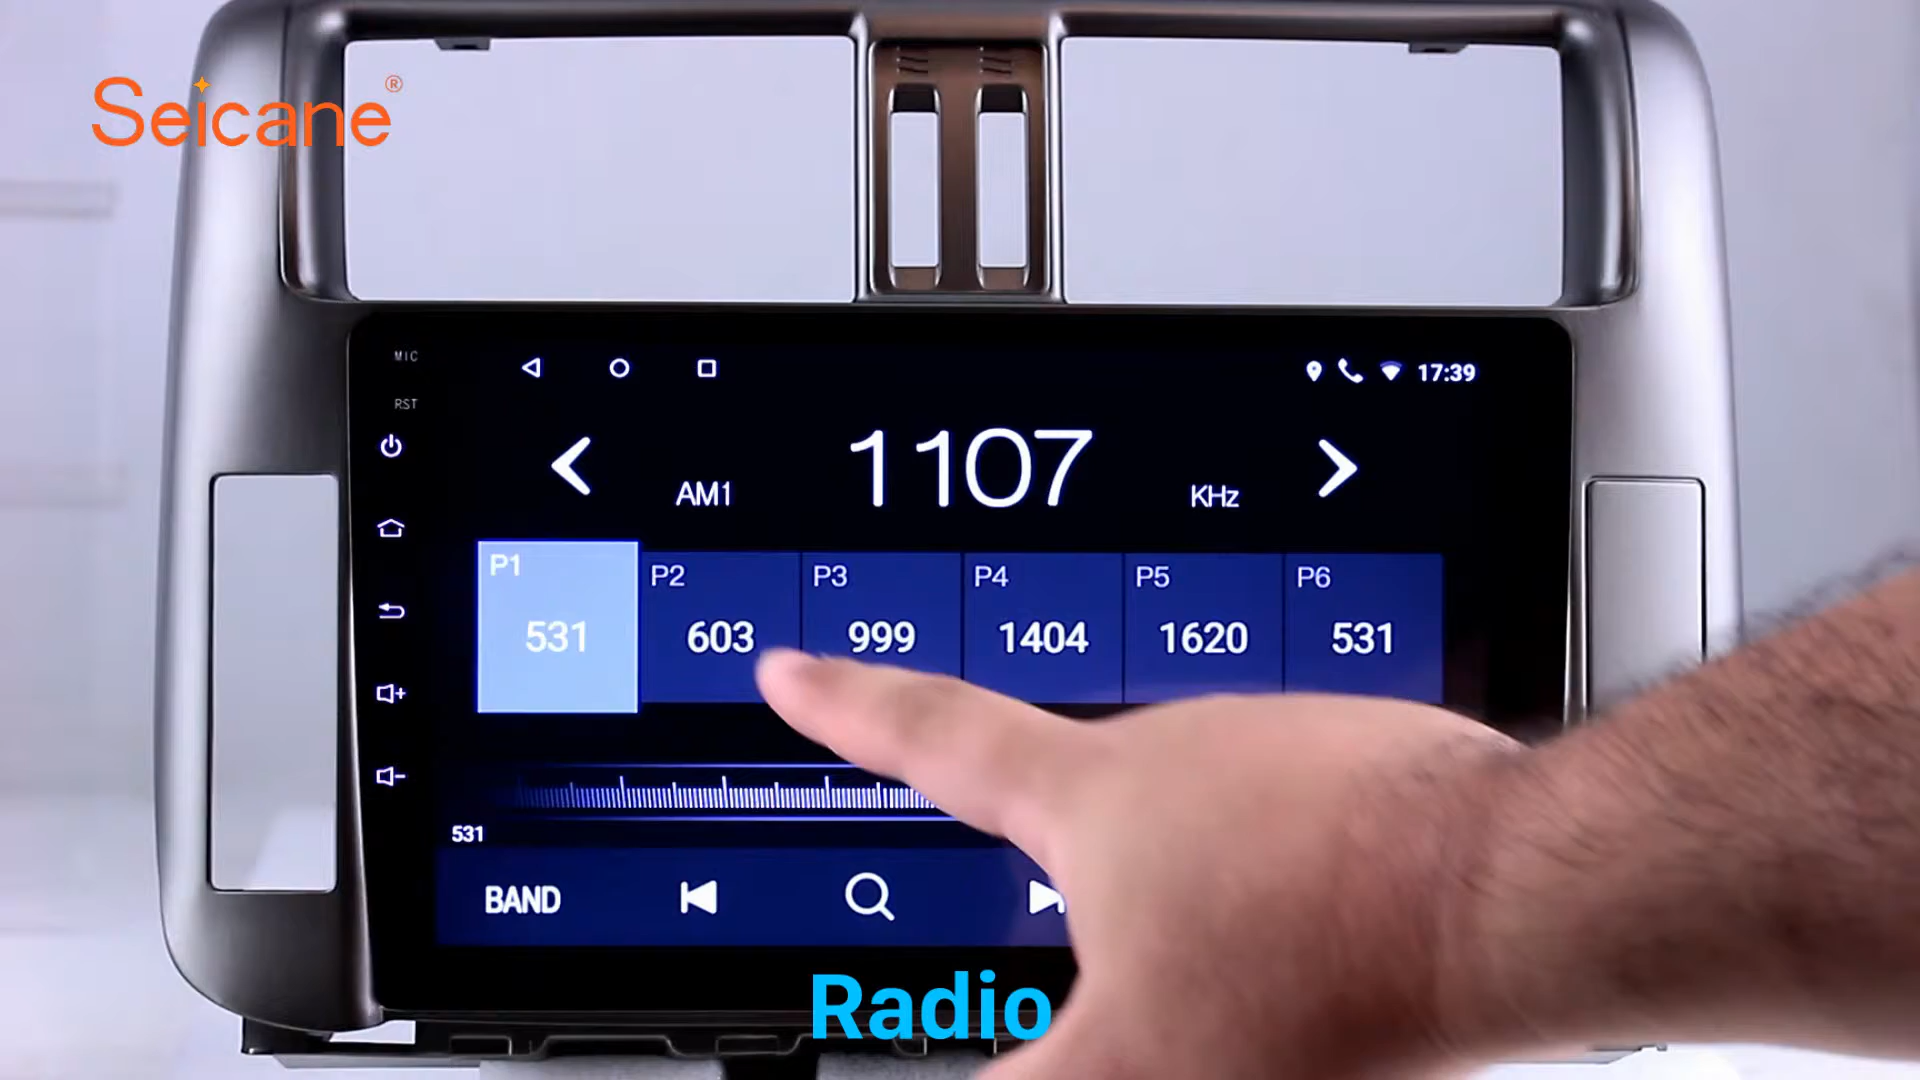 Seicane®
MIC
RST
17:39
AM1 1107 KHz
P1 P2 P3 P4 P5 P6
531 603 999 1404 1620 531
531
BAND
Radio